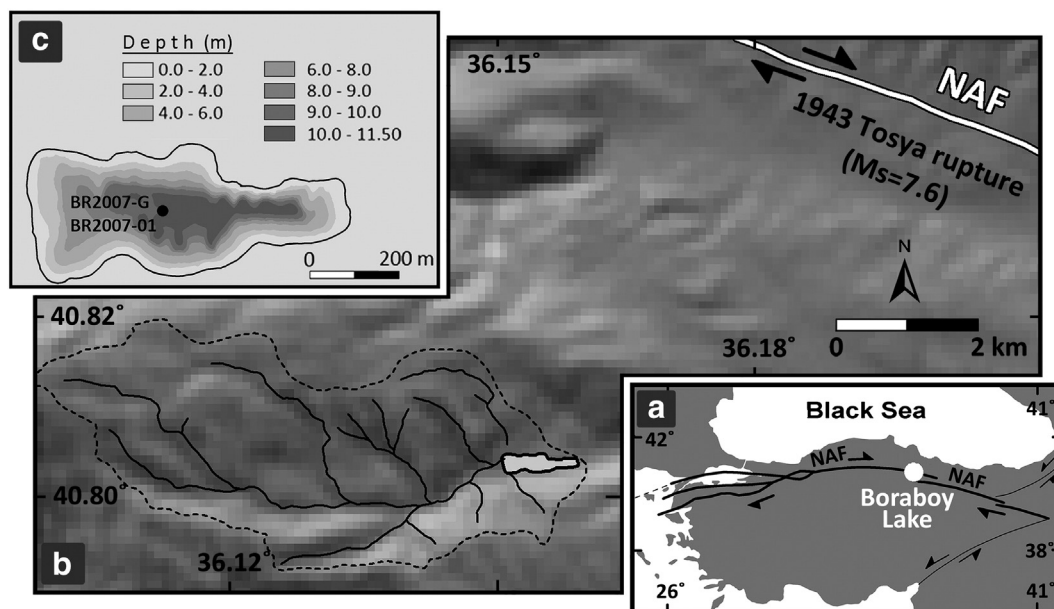 c
Depth (m)
0.0 - 2.0
2.0 - 4.0
4.0 - 6.0
6.0 - 8.0
8.0 - 9.0
9.0 - 10.0
10.0 - 11.50
BR2007-G
BR2007-01
0 200 m
36.15°
NAF
1943 Tosya rupture
(Ms=7.6)
N
0 2 km
36.18°
40.82°
40.80°
36.12°
b
a
Black Sea
41°
42°
NAF
NAF
Boraboy
Lake
38°
26°
41°